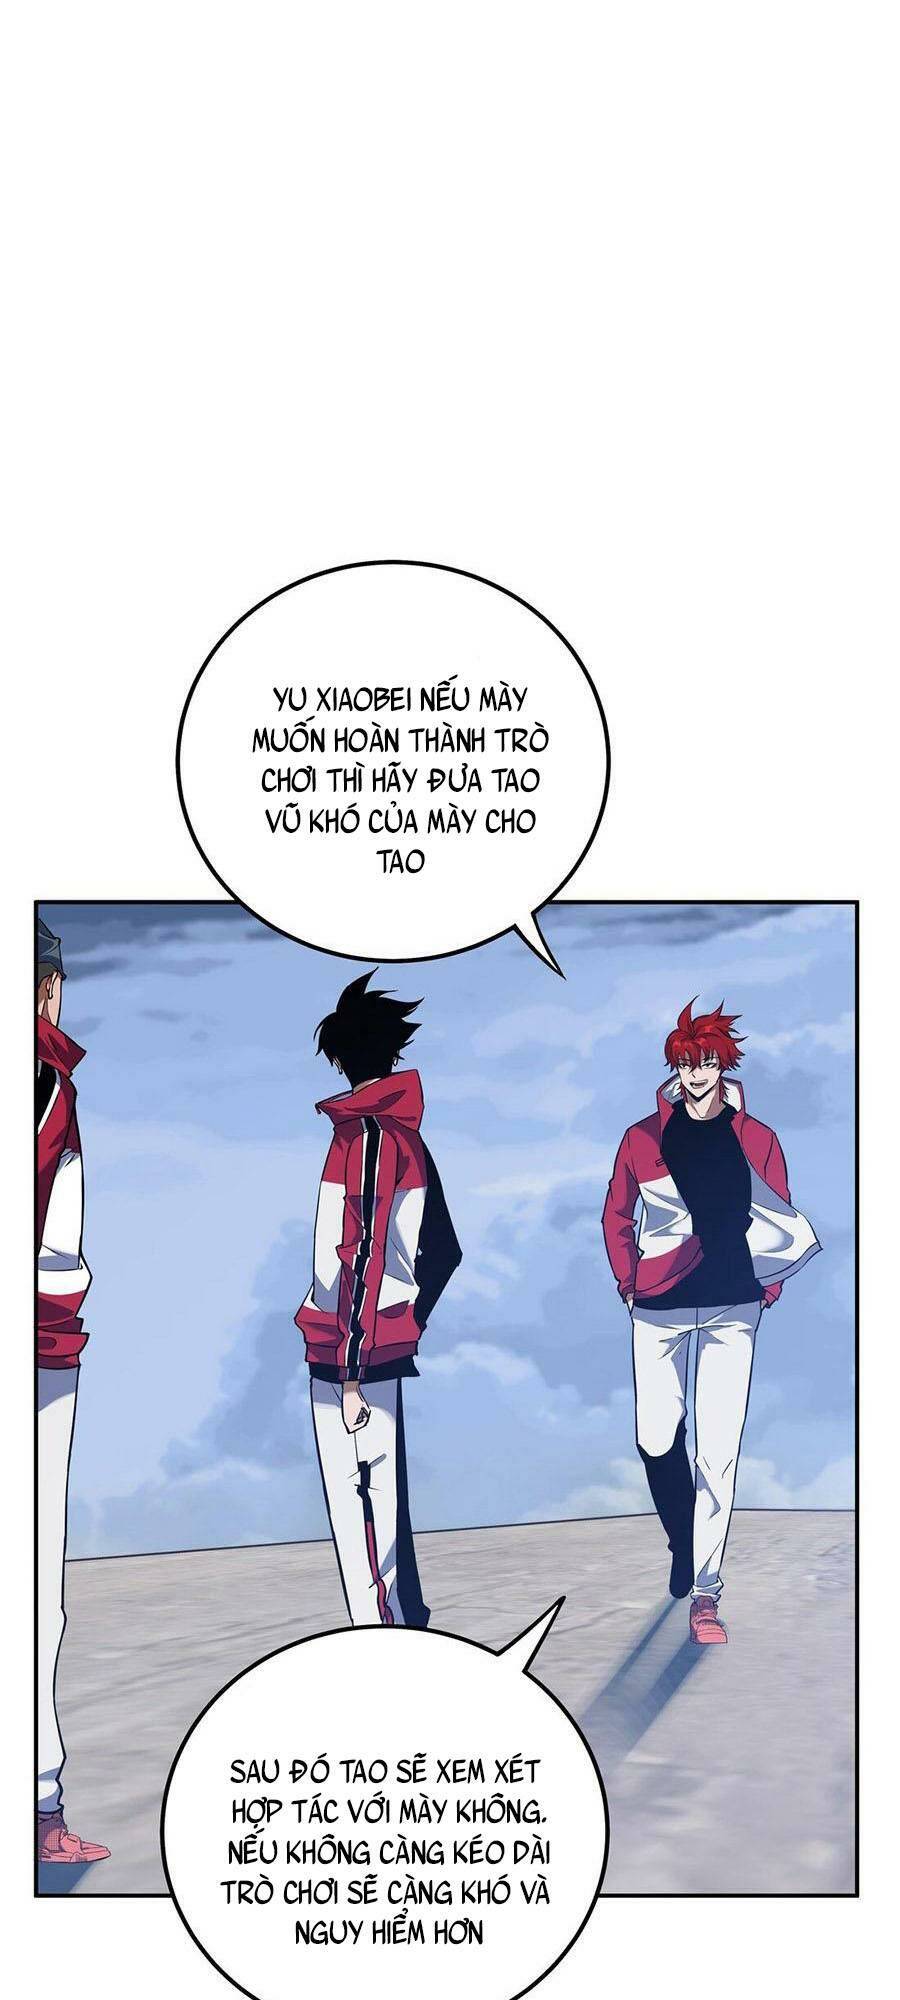 YU XIAOBEI NẾU MÀY
MUỐN HOÀN THÀNH TRÒ
CHƠI THÌ HÃY ĐƯA TAO
VŨ KHÓ CỦA MÀY CHO
TAO
SAU ĐÓ TAO SẼ XEM XÉT
HỢP TÁC VỚI MÀY KHÔNG.
NẾU KHÔNG CÀNG KÉO DÀI
TRÒ CHƠI SẼ CÀNG KHÓ VÀ
NGUY HIỂM HƠN